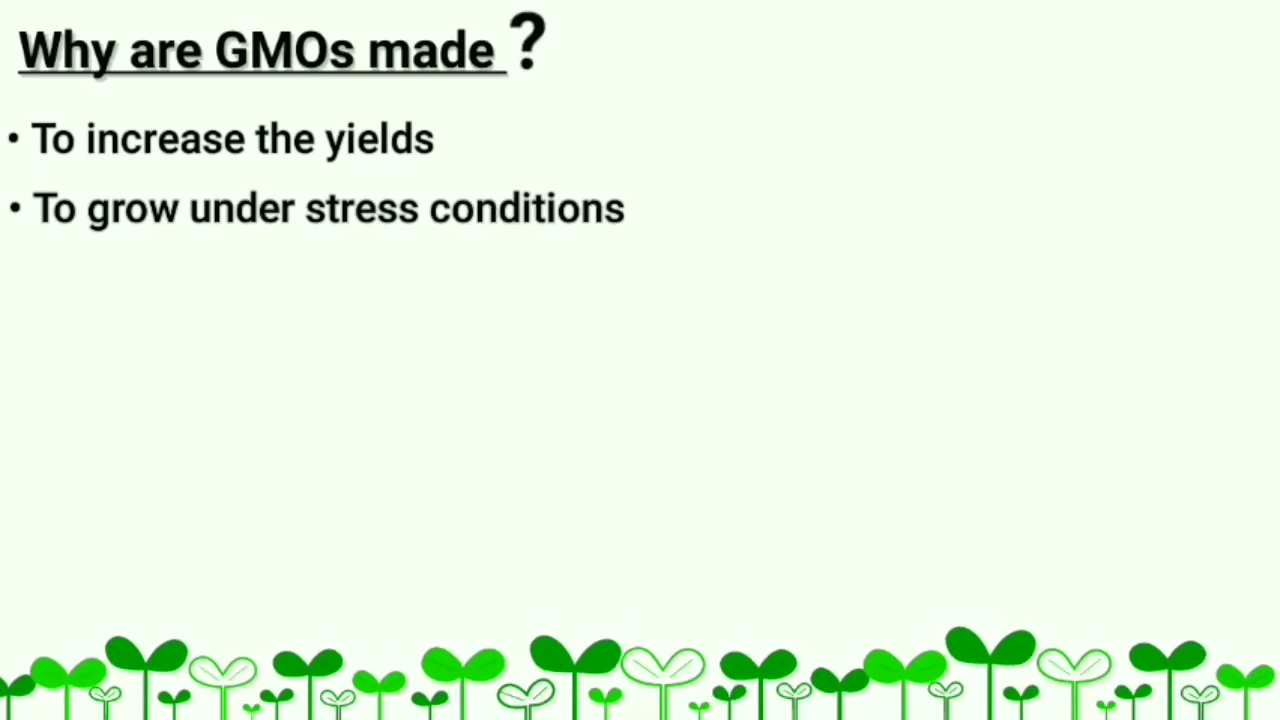 Why are GMOs made ?
• To increase the yields
• To grow under stress conditions